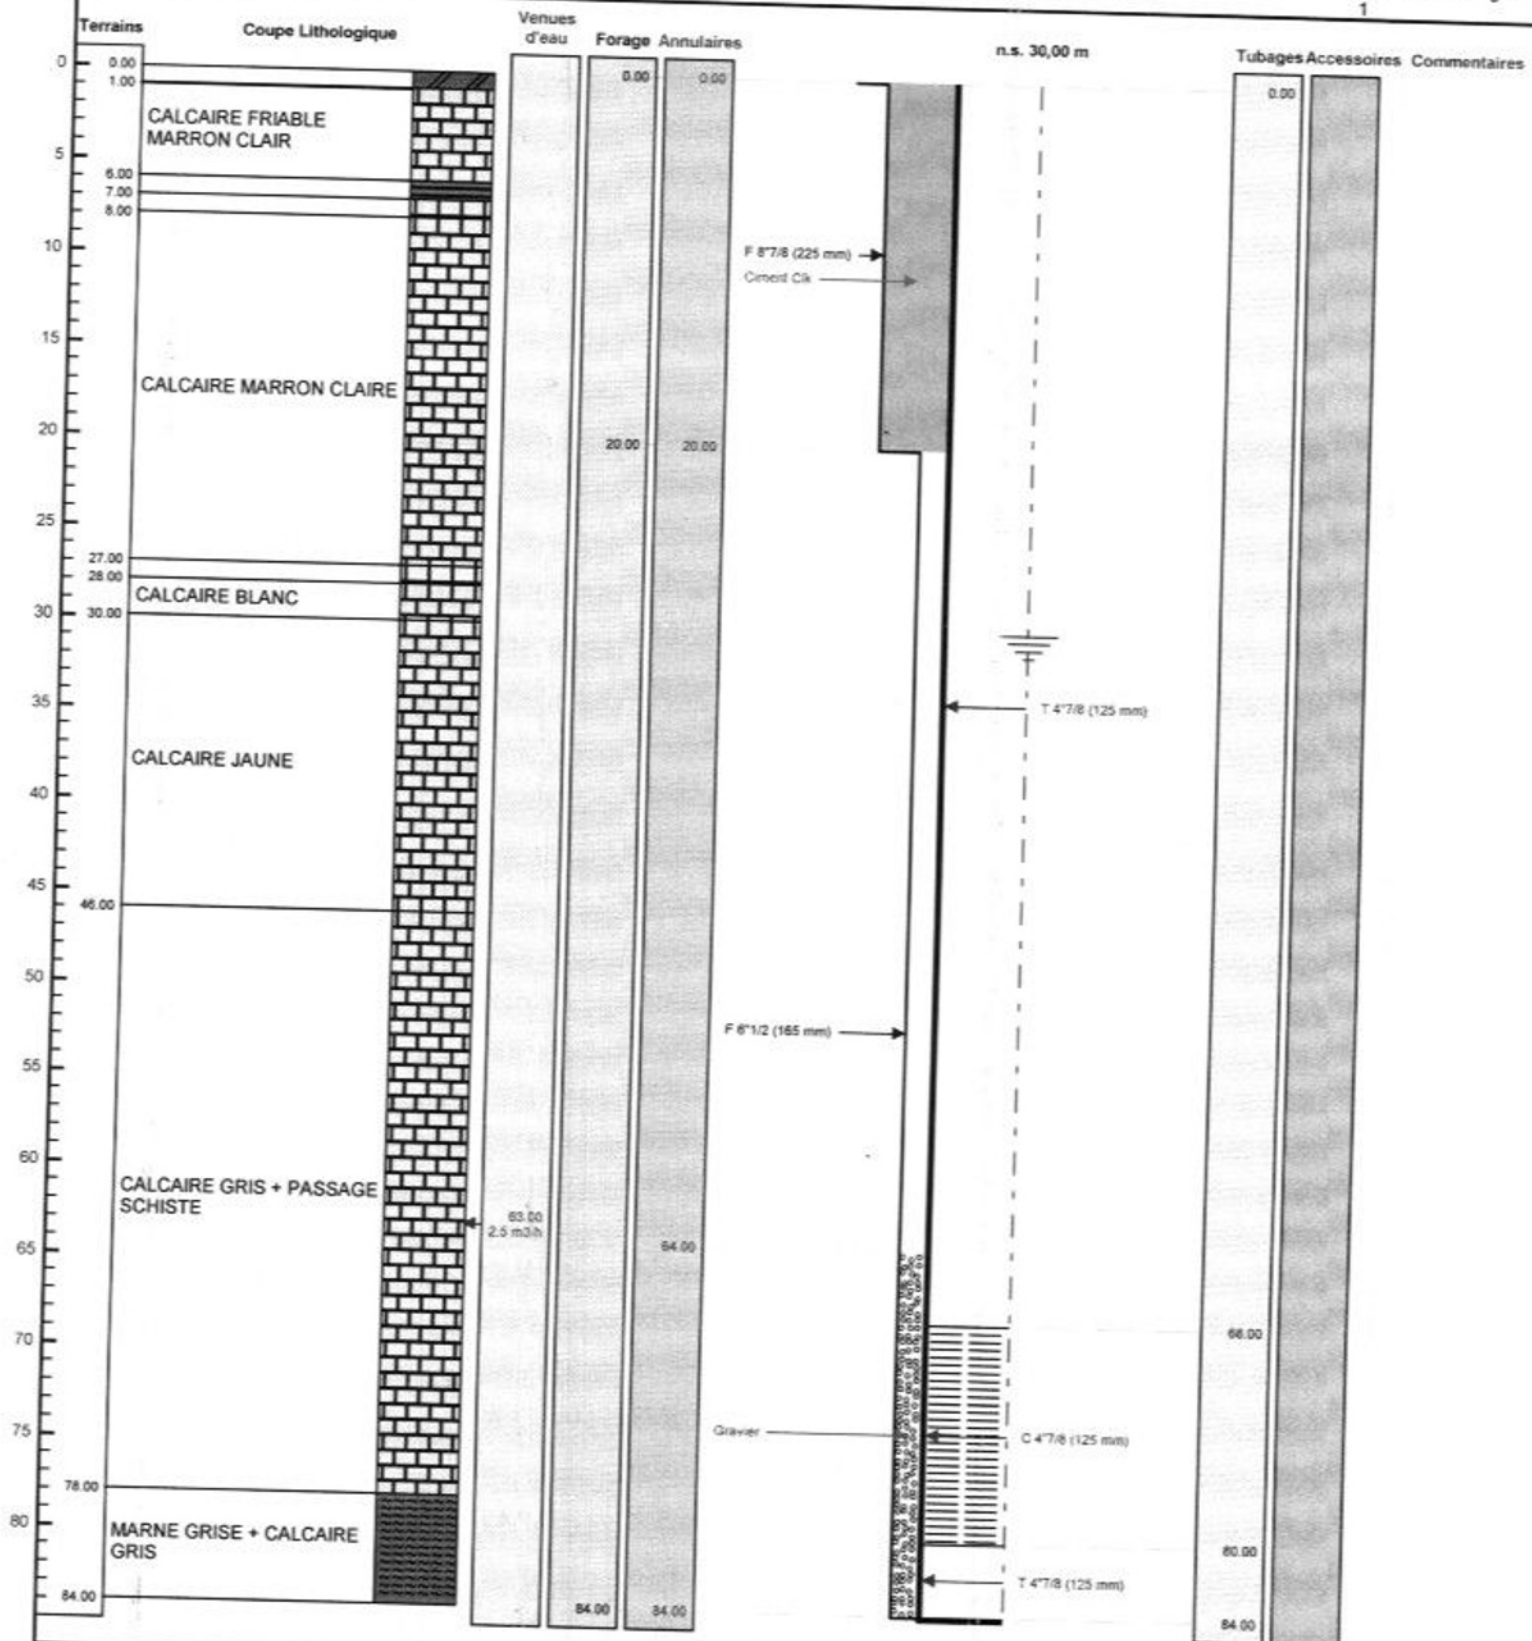 1
Terrains
Coupe Lithologique
Venues
d'eau
Forage
Annulaires
n.s. 30,00 m
Tubages
Accessoires
Commentaires
0
0.00
0.00
0.00
0.00
1.00
CALCAIRE FRIABLE
MARRON CLAIR
5
6.00
7.00
8.00
10
F 8"7/8 (225 mm)
Ciment Clk
15
CALCAIRE MARRON CLAIRE
20
20.00
20.00
25
27.00
28.00
CALCAIRE BLANC
30
30.00
35
T 4"7/8 (125 mm)
CALCAIRE JAUNE
40
45
46.00
50
F 6"1/2 (165 mm)
55
60
CALCAIRE GRIS + PASSAGE
SCHISTE
63.00
2.5 m3/h
65
64.00
70
68.00
75
Gravier
C 4"7/8 (125 mm)
78.00
80
MARNE GRISE + CALCAIRE
GRIS
80.00
T 4"7/8 (125 mm)
84.00
84.00
84.00
84.00